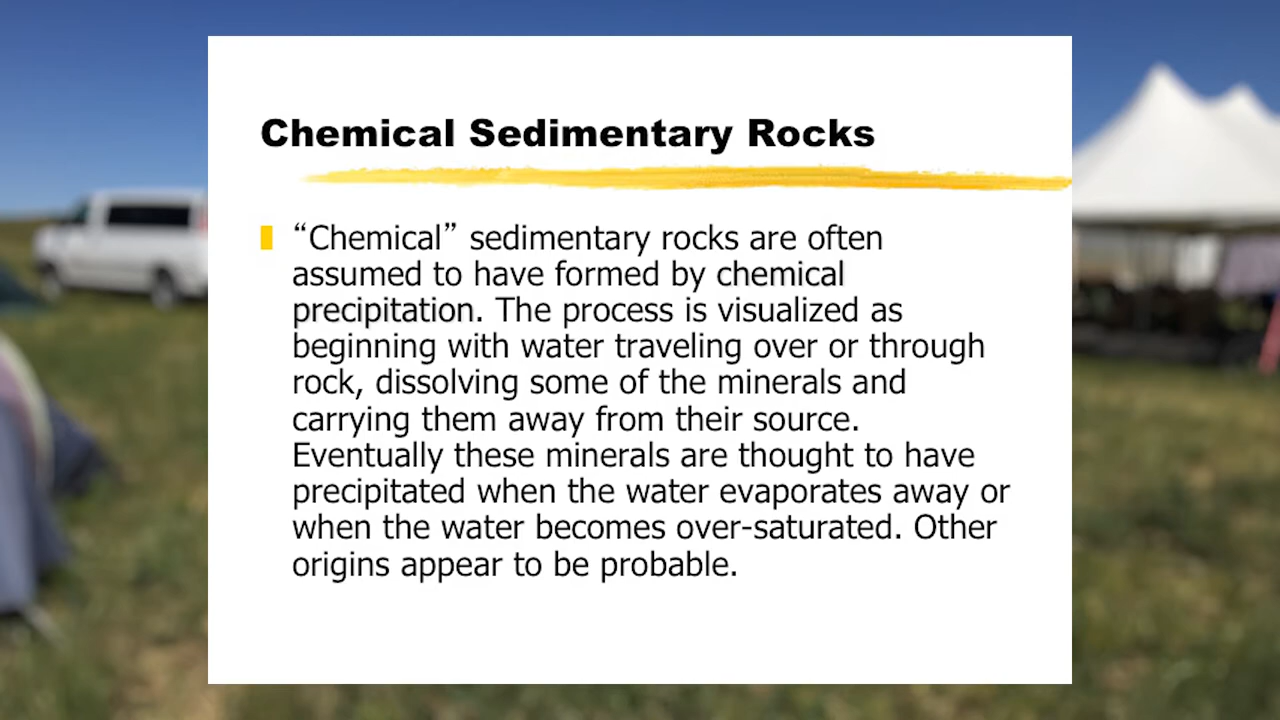 Chemical Sedimentary Rocks
“Chemical” sedimentary rocks are often
assumed to have formed by chemical
precipitation. The process is visualized as
beginning with water traveling over or through
rock, dissolving some of the minerals and
carrying them away from their source.
Eventually these minerals are thought to have
precipitated when the water evaporates away or
when the water becomes over-saturated. Other
origins appear to be probable.